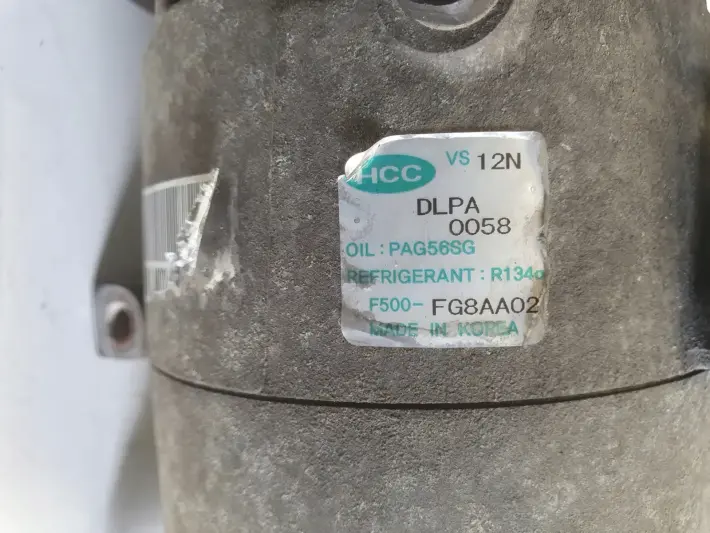 HCC VS 12N
DLPA
0058
OIL : PAG56SG
REFRIGERANT : R134a
F500- FG8AA02
MADE IN KOREA